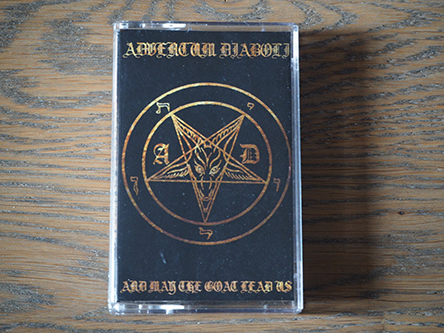 ADVENTUM DIABOLI
A D
AND MAY THE GOAT LEAD US